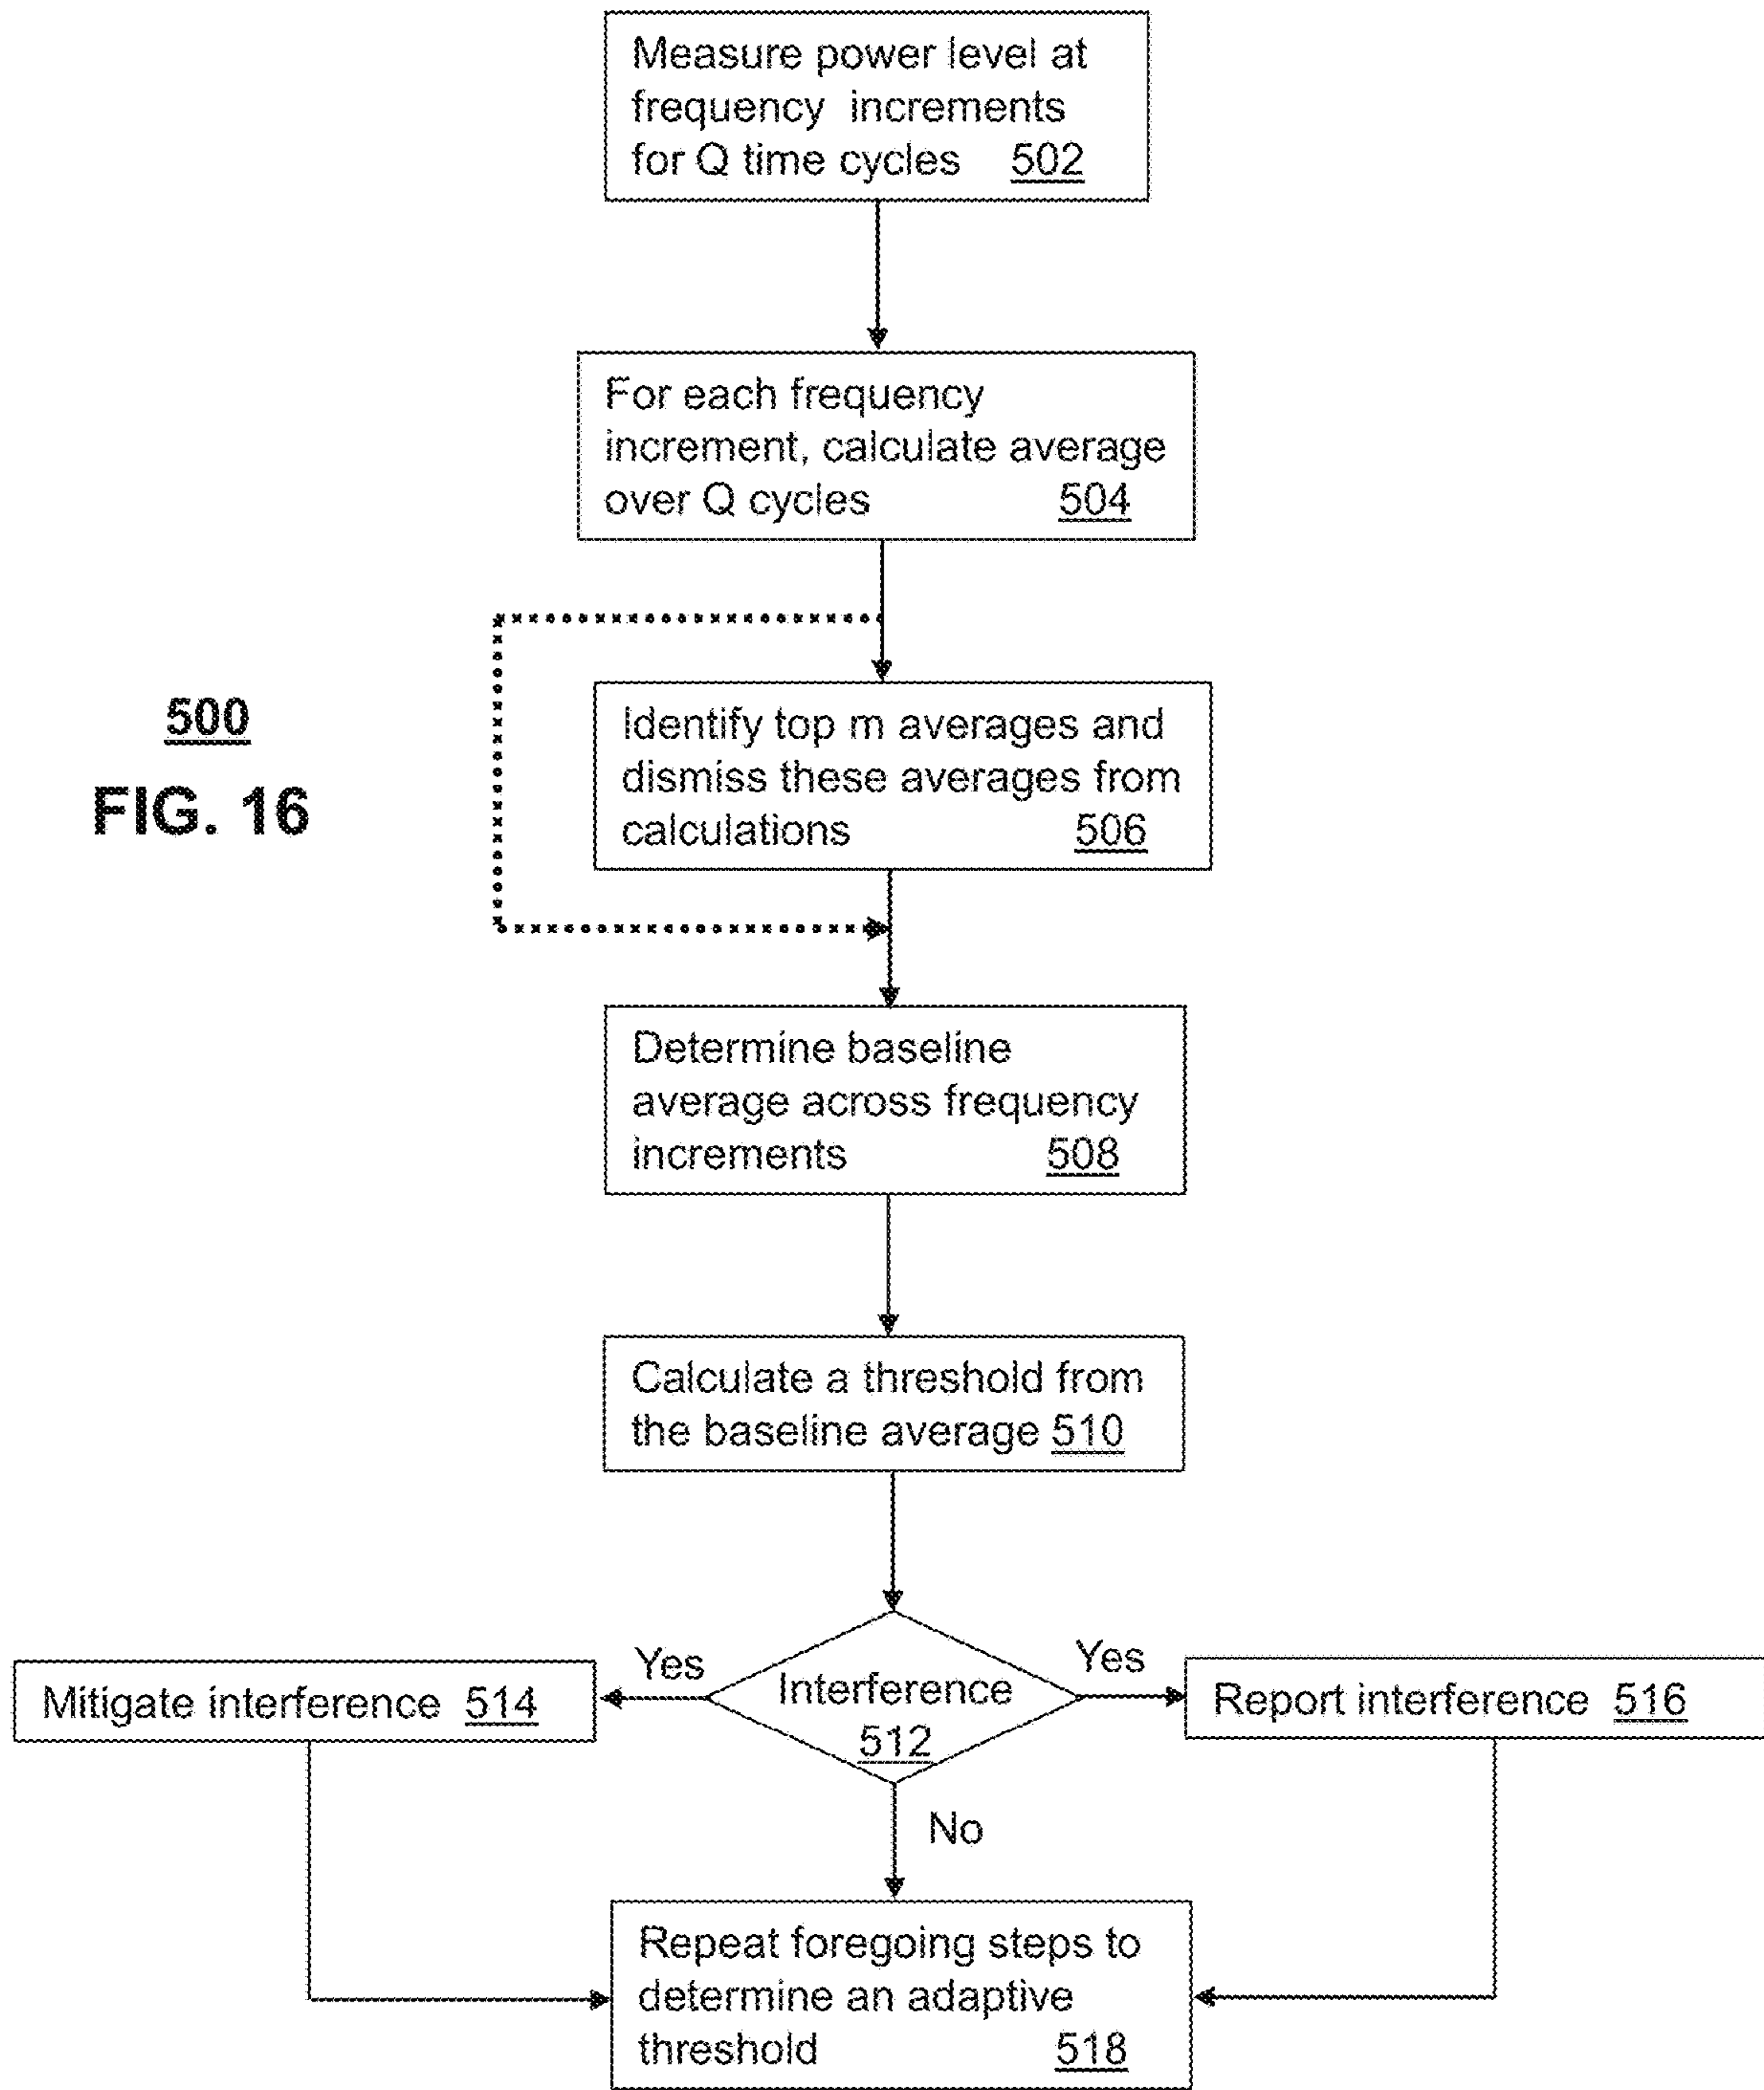 Measure power level at
frequency increments
for Q time cycles 502
For each frequency
increment, calculate average
over Q cycles 504
500
FIG. 16
Identify top m averages and
dismiss these averages from
calculations 506
Determine baseline
average across frequency
increments 508
Calculate a threshold from
the baseline average 510
Yes
Yes
Mitigate interference 514
Interference
512
Report interference 516
No
Repeat foregoing steps to
determine an adaptive
threshold 518